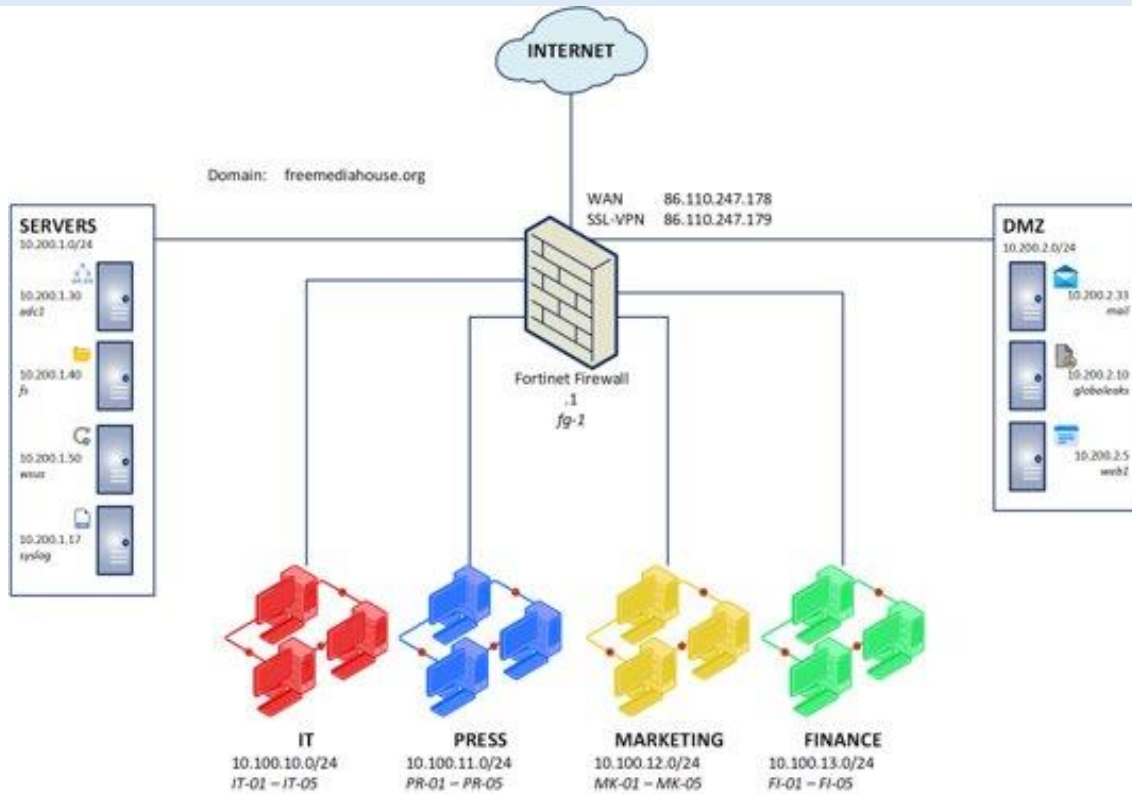 INTERNET
Domain: freemediahouse.org
WAN 86.110.247.178
SSL-VPN 86.110.247.179
SERVERS
10.200.1.0/24
10.200.1.30
adc1
10.200.1.40
fs
10.200.1.50
wsus
10.200.1.17
syslog
Fortinet Firewall
.1
fg-1
DMZ
10.200.2.0/24
10.200.2.33
mail
10.200.2.10
globaleaks
10.200.2.5
web1
IT
10.100.10.0/24
IT-01 – IT-05
PRESS
10.100.11.0/24
PR-01 – PR-05
MARKETING
10.100.12.0/24
MK-01 – MK-05
FINANCE
10.100.13.0/24
FI-01 – FI-05